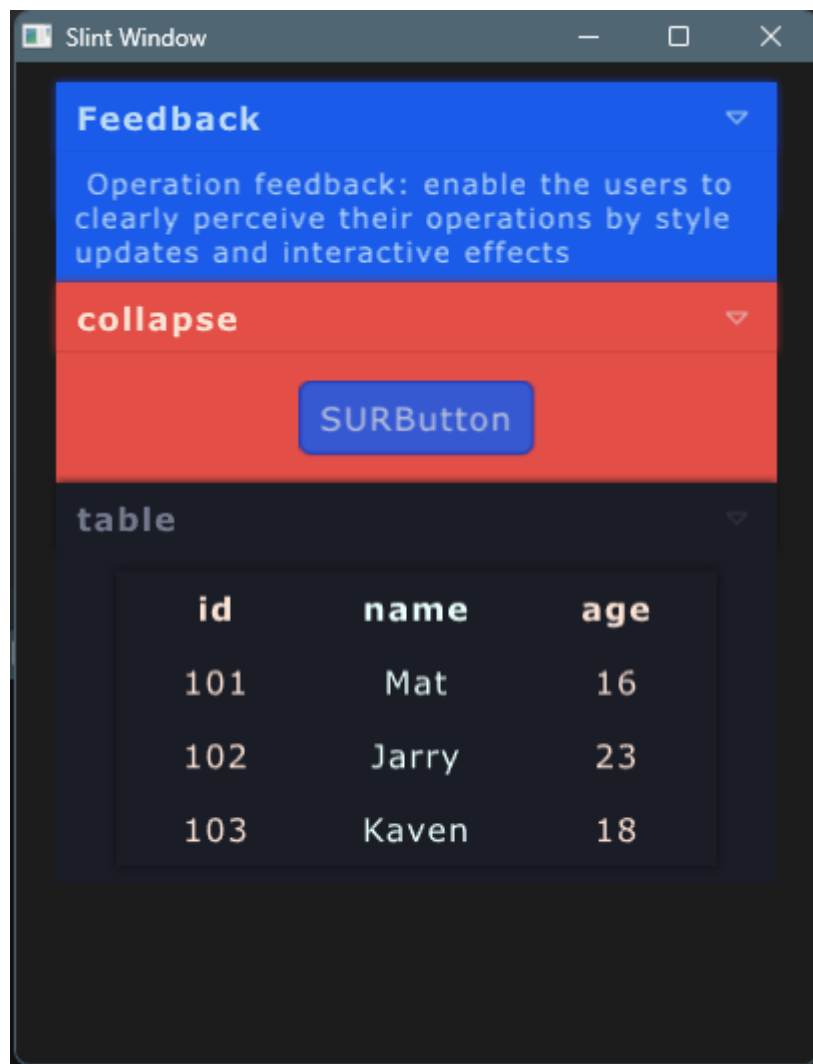 Slint Window
Feedback
Operation feedback: enable the users to
clearly perceive their operations by style
updates and interactive effects
collapse
SURButton
table
id name age
101 Mat 16
102 Jarry 23
103 Kaven 18